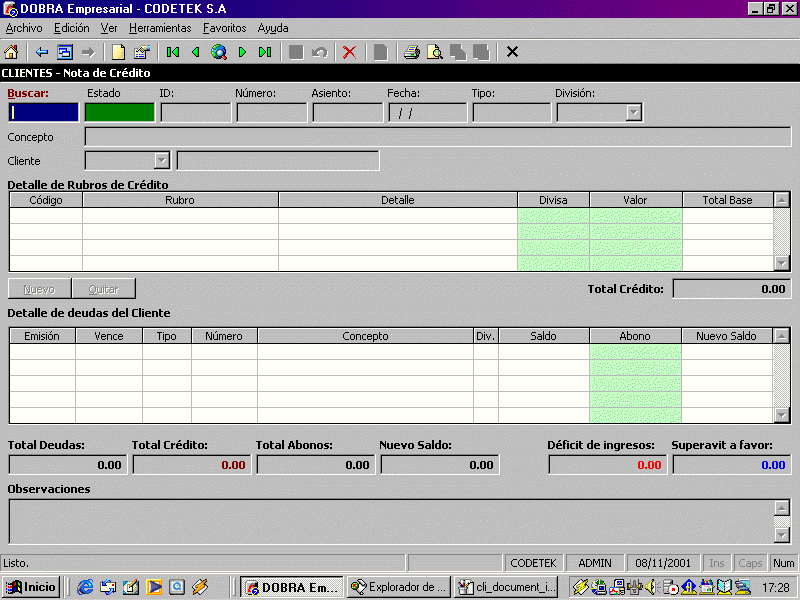 DOBRA Empresarial - CODETEK S.A
Archivo Edición Ver Herramientas Favoritos Ayuda
CLIENTES - Nota de Crédito
Buscar: Estado ID: Número: Asiento: Fecha: Tipo: División:
/ /
Concepto
Cliente
Detalle de Rubros de Crédito
Código Rubro Detalle Divisa Valor Total Base
Nuevo Quitar Total Crédito: 0.00
Detalle de deudas del Cliente
Emisión Vence Tipo Número Concepto Div. Saldo Abono Nuevo Saldo
Total Deudas: Total Crédito: Total Abonos: Nuevo Saldo: Déficit de ingresos: Superavit a favor:
0.00 0.00 0.00 0.00 0.00 0.00
Observaciones
Listo. CODETEK ADMIN 08/11/2001 Ins Caps Num
Inicio DOBRA Em... Explorador de ... cli_document_i... 17:28